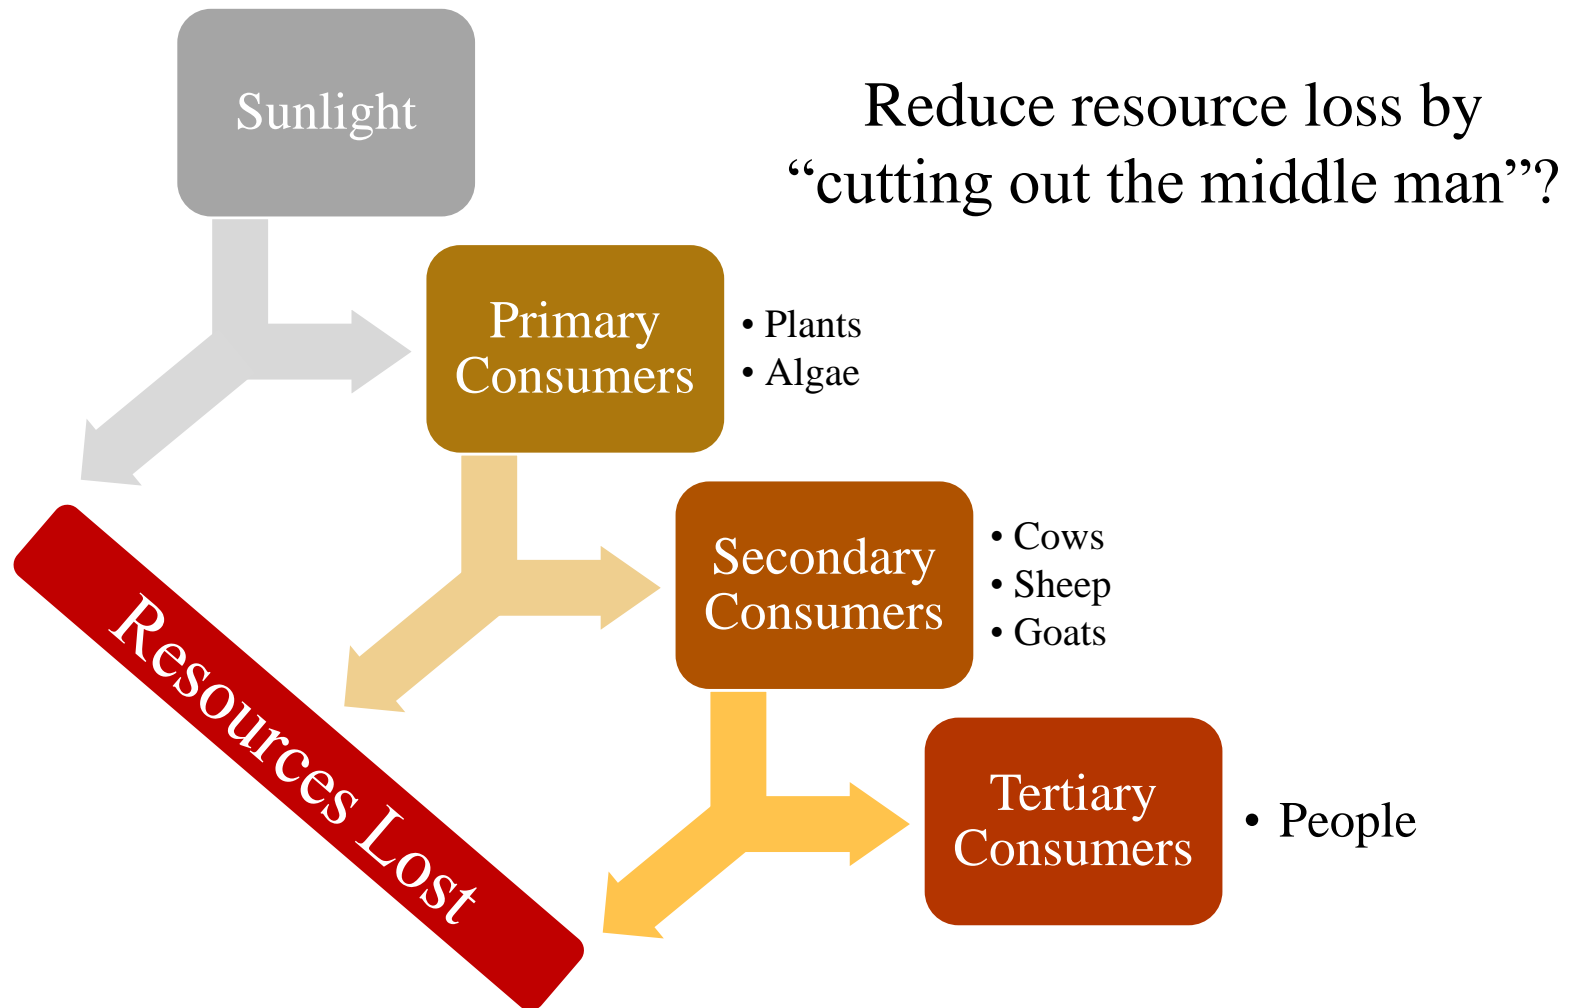 Sunlight
Reduce resource loss by
“cutting out the middle man”?
Primary
Consumers
• Plants
• Algae
Secondary
Consumers
• Cows
• Sheep
• Goats
Resources Lost
Tertiary
Consumers
• People